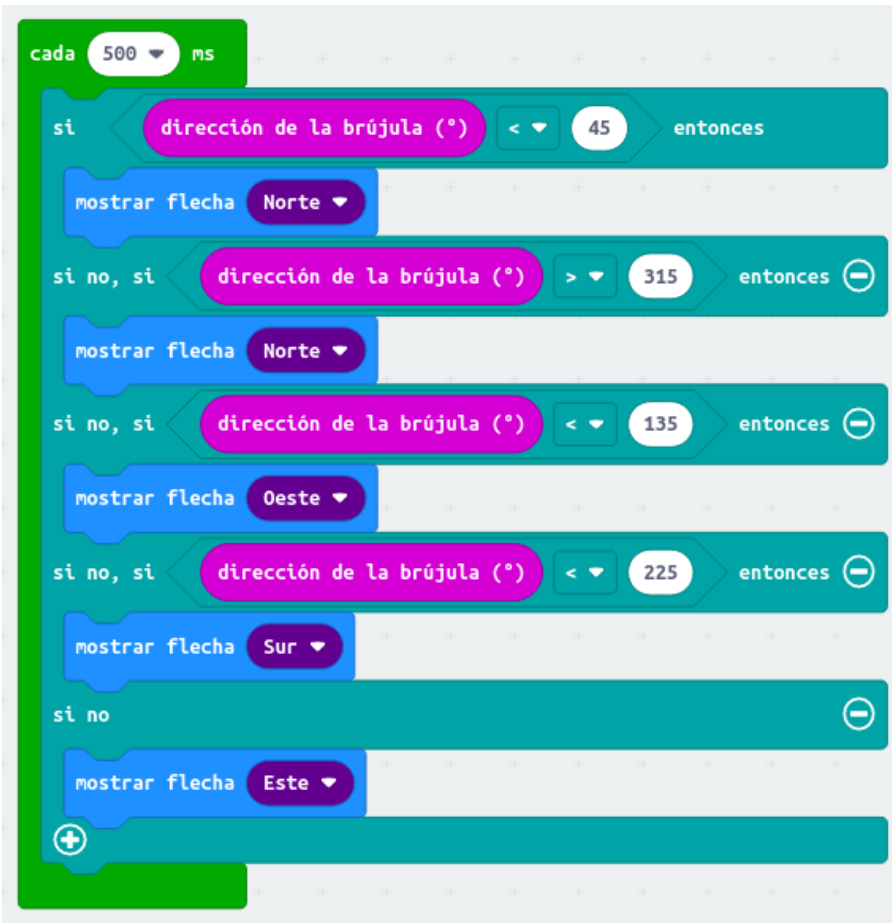 cada 500 ms
si dirección de la brújula (°) < 45 entonces
mostrar flecha Norte
si no, si dirección de la brújula (°) > 315 entonces
mostrar flecha Norte
si no, si dirección de la brújula (°) < 135 entonces
mostrar flecha Oeste
si no, si dirección de la brújula (°) < 225 entonces
mostrar flecha Sur
si no
mostrar flecha Este